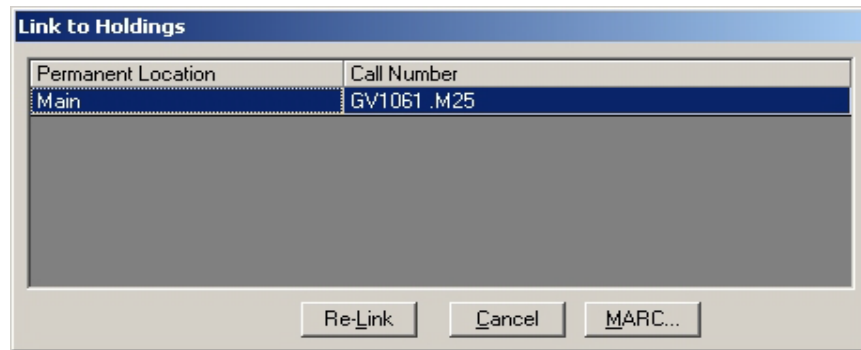 Link to Holdings
Permanent Location Call Number
Main GV1061 .M25
Re-Link Cancel MARC...